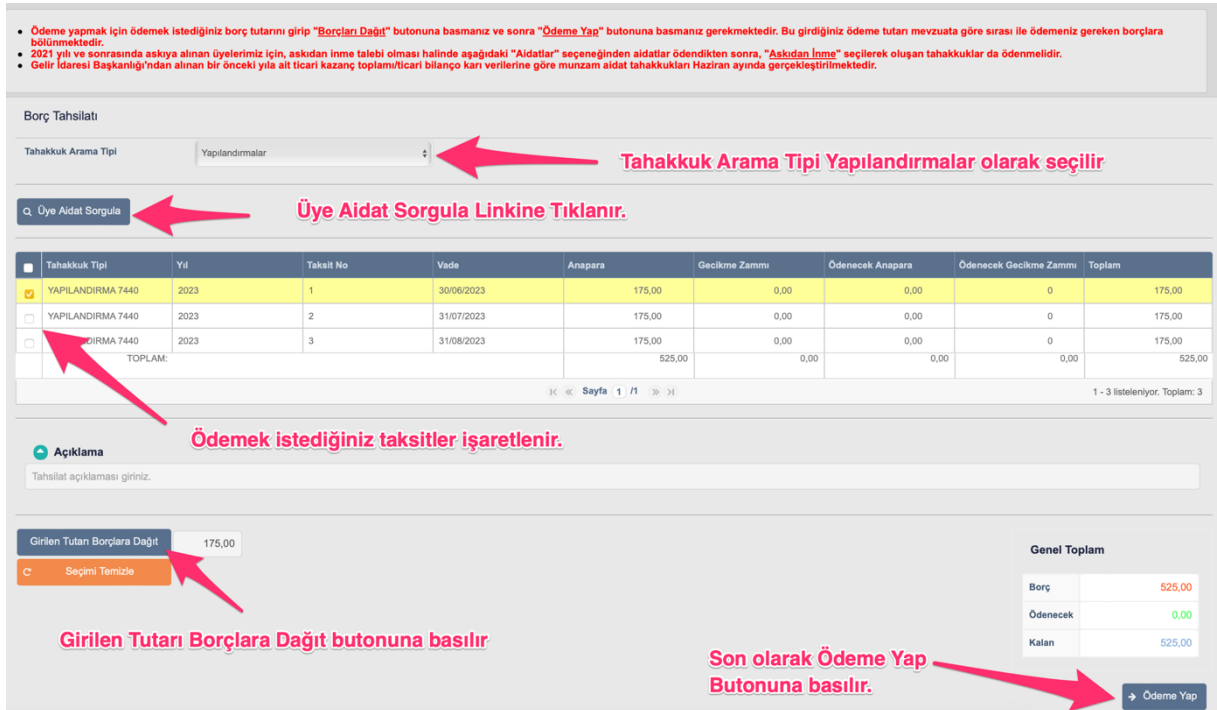 • Ödeme yapmak için ödemek istediğiniz borç tutarını girip "Borçları Dağıt" butonuna basmanız ve sonra "Ödeme Yap" butonuna basmanız gerekmektedir. Bu girdiğiniz ödeme tutarı mevzuata göre sırası ile ödemeniz gereken borçlara
bölünmektedir.
• 2021 yılı ve sonrasında askıya alınan üyelerimiz için, askıdan inme talebi olması halinde aşağıdaki "Aidatlar" seçeneğinden aidatlar ödendikten sonra, "Askıdan İnme" seçilerek oluşan tahakkuklar da ödenmelidir.
• Gelir İdaresi Başkanlığı'ndan alınan bir önceki yıla ait ticari kazanç toplamı/ticari bilanço karı verilerine göre munzam aidat tahakkukları Haziran ayında gerçekleştirilmektedir.
Borç Tahsilatı
Tahakkuk Arama Tipi Yapılandırmalar
Tahakkuk Arama Tipi Yapılandırmalar olarak seçilir
Üye Aidat Sorgula
Üye Aidat Sorgula Linkine Tıklanır.
Tahakkuk Tipi Yıl Taksit No Vade Anapara Gecikme Zammı Ödenecek Anapara Ödenecek Gecikme Zammı Toplam
YAPILANDIRMA 7440 2023 1 30/06/2023 175,00 0,00 0,00 0 175,00
YAPILANDIRMA 7440 2023 2 31/07/2023 175,00 0,00 0,00 0 175,00
DIRMA 7440 2023 3 31/08/2023 175,00 0,00 0,00 0 175,00
TOPLAM: 525,00 0,00 0,00 0,00 525,00
Sayfa 1 /1
1 - 3 listeleniyor. Toplam: 3
Ödemek istediğiniz taksitler işaretlenir.
Açıklama
Tahsilat açıklaması giriniz.
Girilen Tutarı Borçlara Dağıt 175,00
Seçimi Temizle
Girilen Tutarı Borçlara Dağıt butonuna basılır
Genel Toplam
Borç 525,00
Ödenecek 0,00
Kalan 525,00
Son olarak Ödeme Yap
Butonuna basılır.
Ödeme Yap